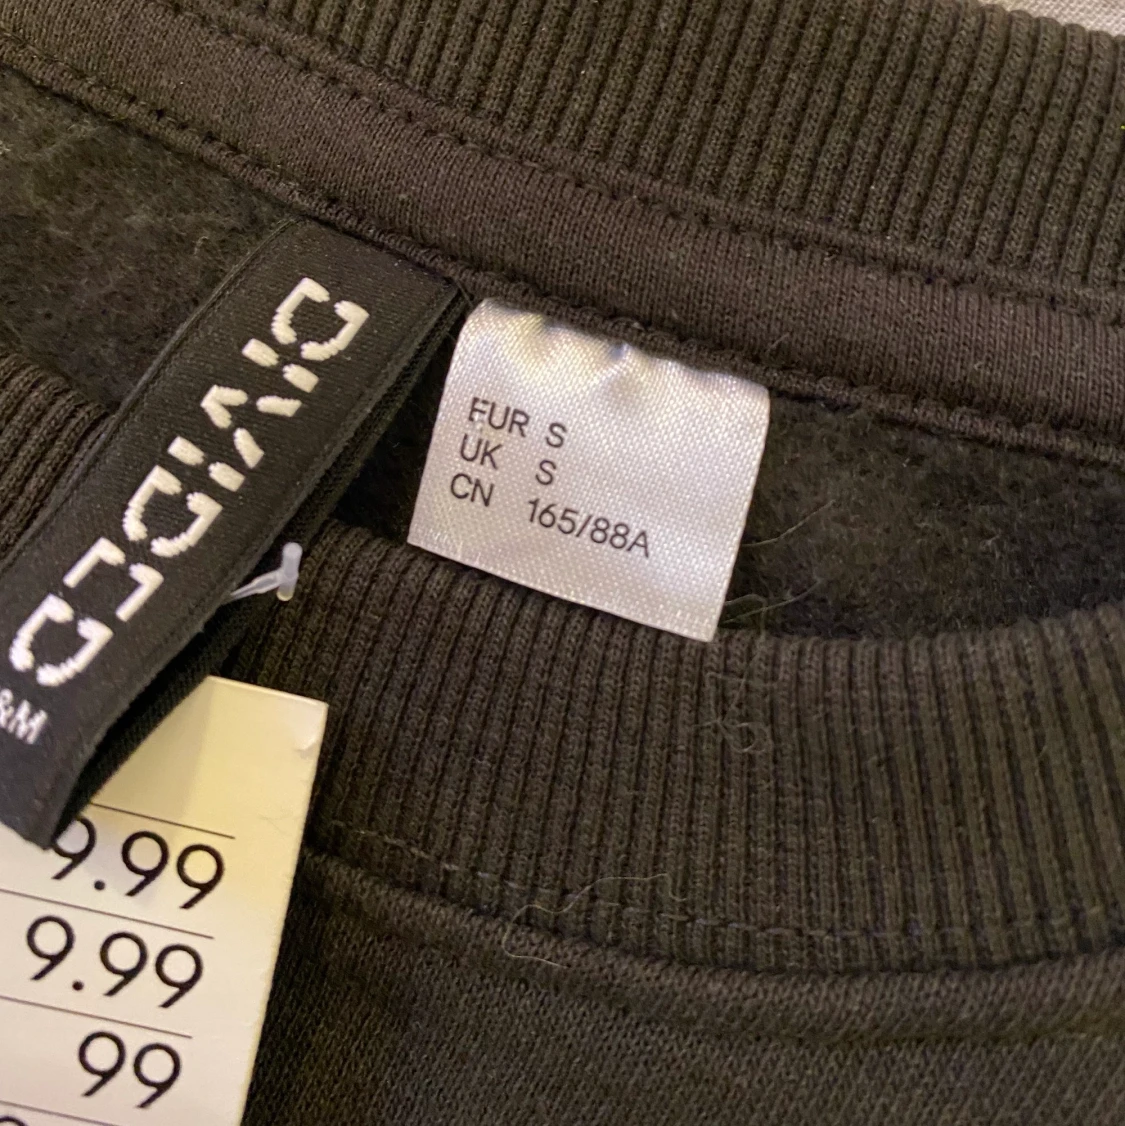 DIVIDED
&M
EUR S
UK S
CN 165/88A
9.99
9.99
99